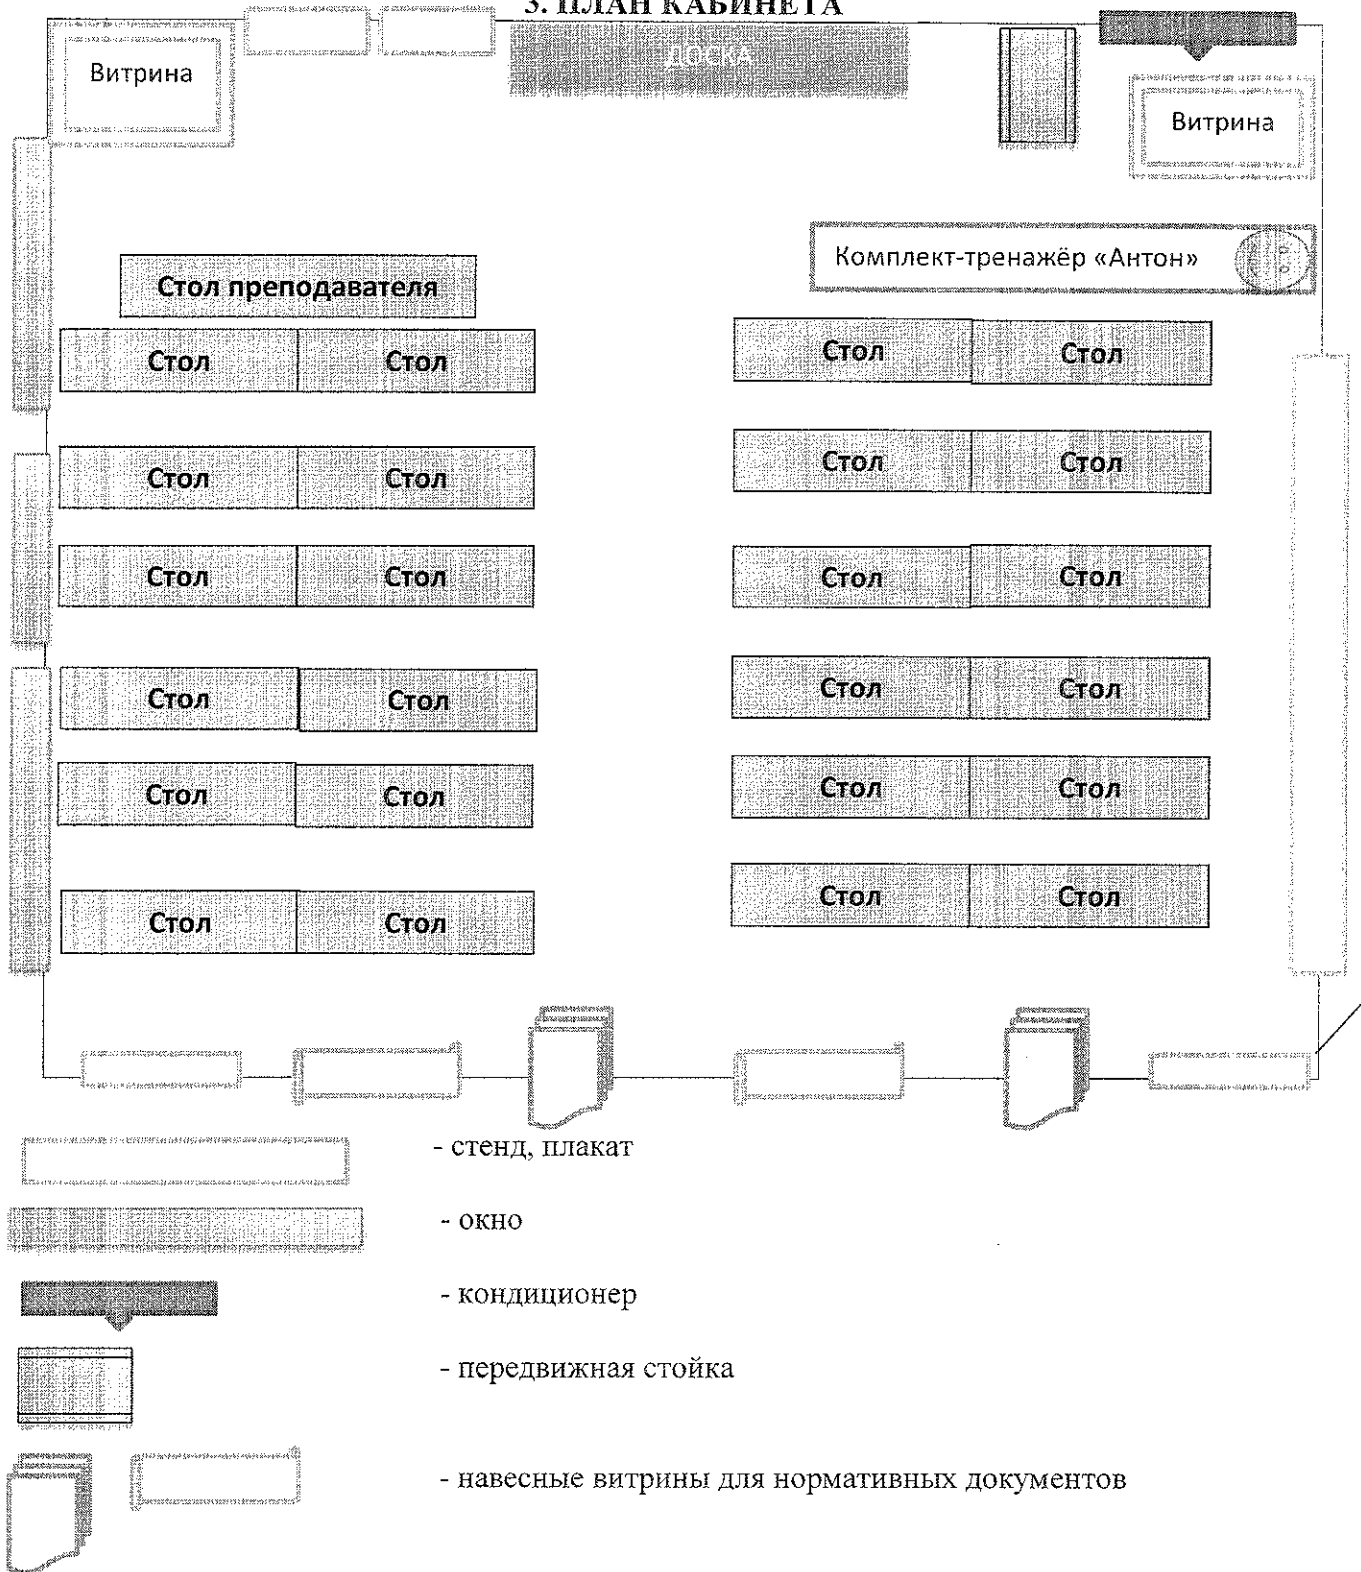 3. ПЛАН КАБИНЕТА
ДОСКА
Витрина
Витрина
Комплект-тренажёр «Антон»
Стол преподавателя
Стол Стол Стол Стол
Стол Стол Стол Стол
Стол Стол Стол Стол
Стол Стол Стол Стол
Стол Стол Стол Стол
Стол Стол Стол Стол
- стенд, плакат
- окно
- кондиционер
- передвижная стойка
- навесные витрины для нормативных документов